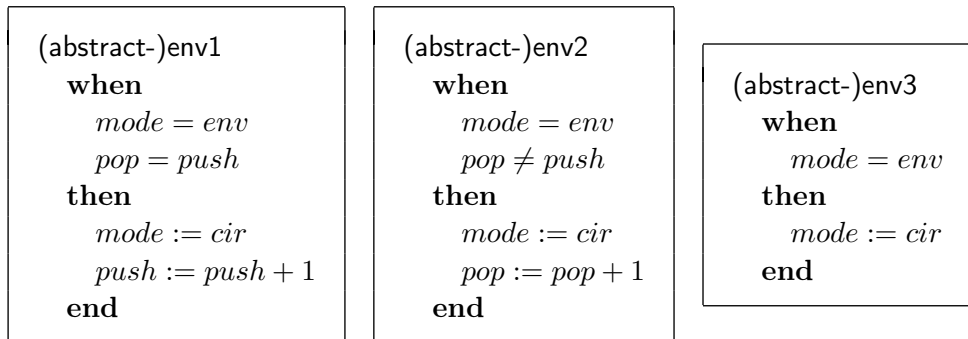 (abstract-)env1
when
mode = env
pop = push
then
mode := cir
push := push + 1
end
(abstract-)env2
when
mode = env
pop ≠ push
then
mode := cir
pop := pop + 1
end
(abstract-)env3
when
mode = env
then
mode := cir
end